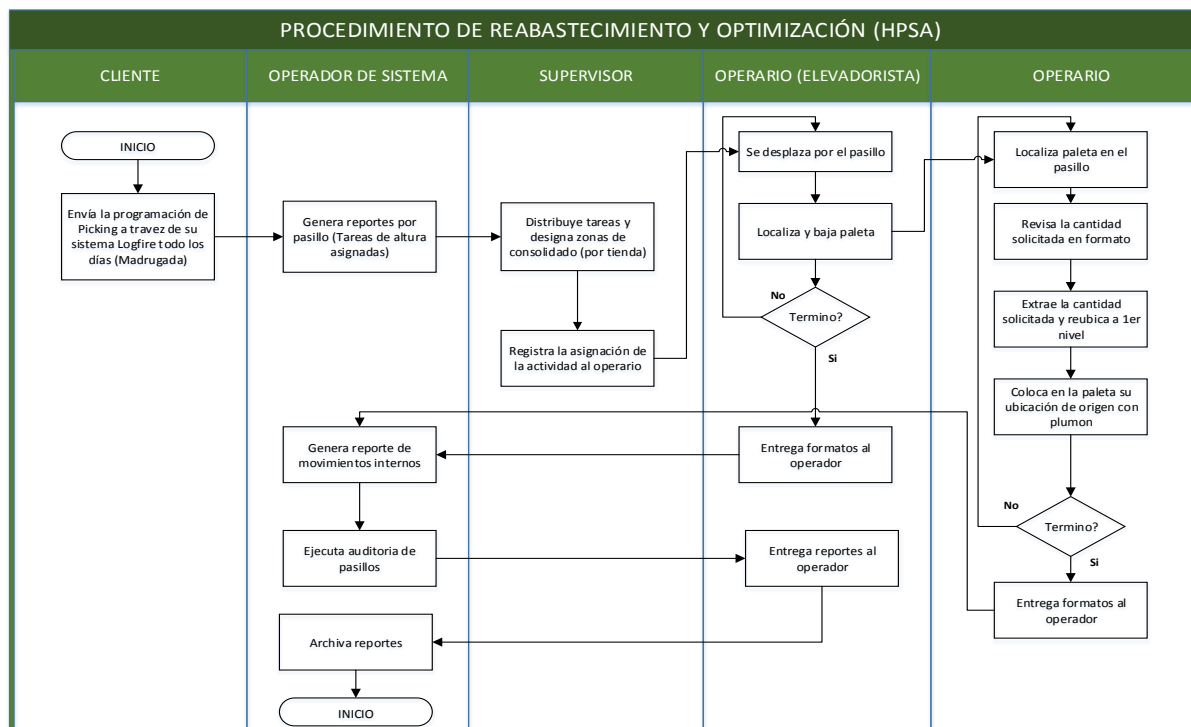 PROCEDIMIENTO DE REABASTECIMIENTO Y OPTIMIZACIÓN (HPSA)
CLIENTE
OPERADOR DE SISTEMA
SUPERVISOR
OPERARIO (ELEVADORISTA)
OPERARIO
INICIO
Envía la programación de
Picking a travez de su
sistema Logfire todo los
días (Madrugada)
Genera reportes por
pasillo (Tareas de altura
asignadas)
Distribuye tareas y
designa zonas de
consolidado (por tienda)
Registra la asignación de
la actividad al operario
Se desplaza por el pasillo
Localiza y baja paleta
No
Termino?
Si
Entrega formatos al
operador
Localiza paleta en el
pasillo
Revisa la cantidad
solicitada en formato
Extrae la cantidad
solicitada y reubica a 1er
nivel
Coloca en la paleta su
ubicación de origen con
plumon
No
Termino?
Si
Entrega formatos al
operador
Genera reporte de
movimientos internos
Ejecuta auditoria de
pasillos
Entrega reportes al
operador
Archiva reportes
INICIO